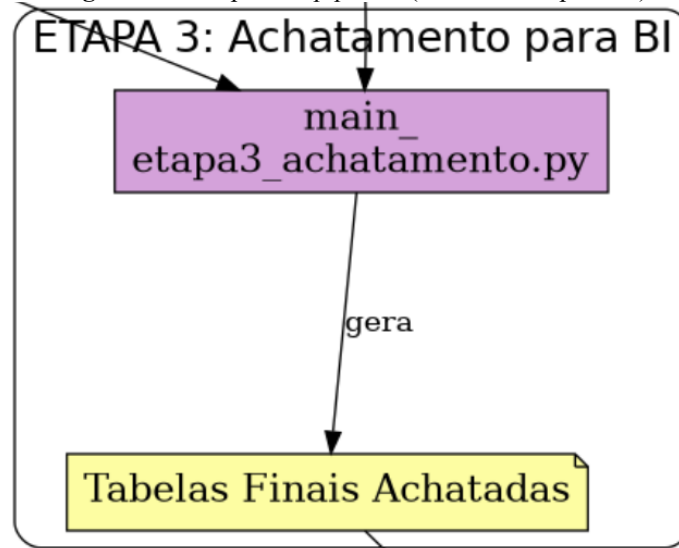 ETAPA 3: Achatamento para BI
main_
etapa3_achatamento.py
gera
Tabelas Finais Achatadas